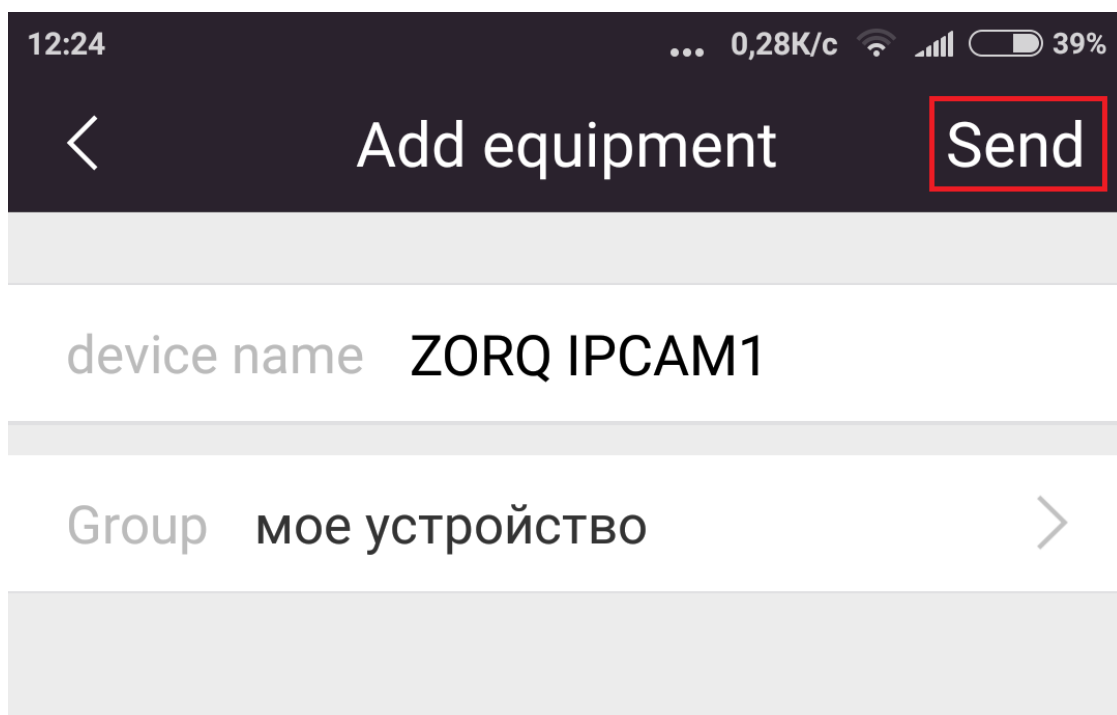 12:24 ... 0,28K/c 39%
Add equipment Send
device name ZORQ IPCAM1
Group мое устройство